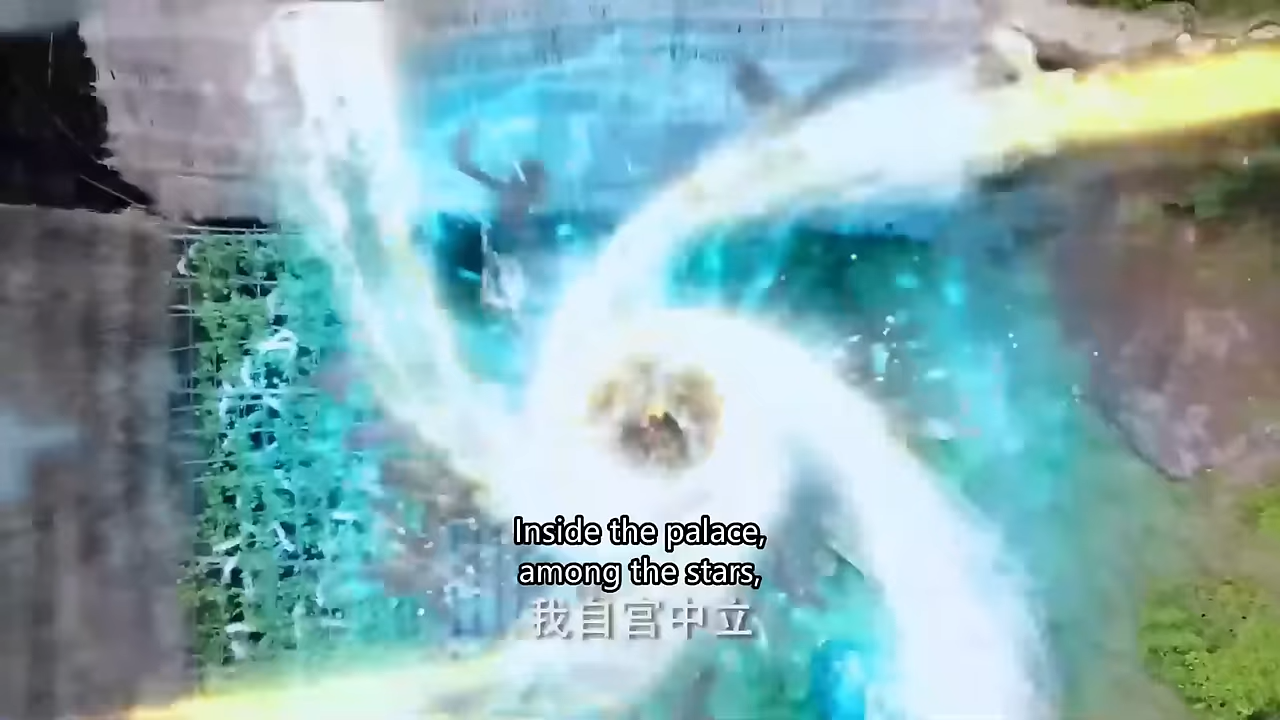 Inside the palace,
among the stars,
我自宫中立